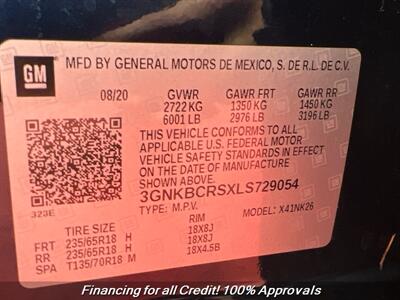 GM
MFD BY GENERAL MOTORS DE MEXICO, S. DE R.L. DE C.V.
08/20 GVWR GAWR FRT GAWR RR
2722 KG 1350 KG 1450 KG
6001 LB 2976 LB 3196 LB
THIS VEHICLE CONFORMS TO ALL
APPLICABLE U.S. FEDERAL MOTOR
VEHICLE SAFETY AND THEFT PREVENTION
STANDARDS IN EFFECT ON THE DATE OF
MANUFACTURE SHOWN ABOVE.
3GNKBCRSXLS729054
323E
TYPE: M.P.V. MODEL: X41NK26
TIRE SIZE RIM
FRT 235/65R18 H 18X8J
RR 235/65R18 H 18X8J
SPA T135/70R18 M 18X4.5B
Financing for all Credit! 100% Approvals